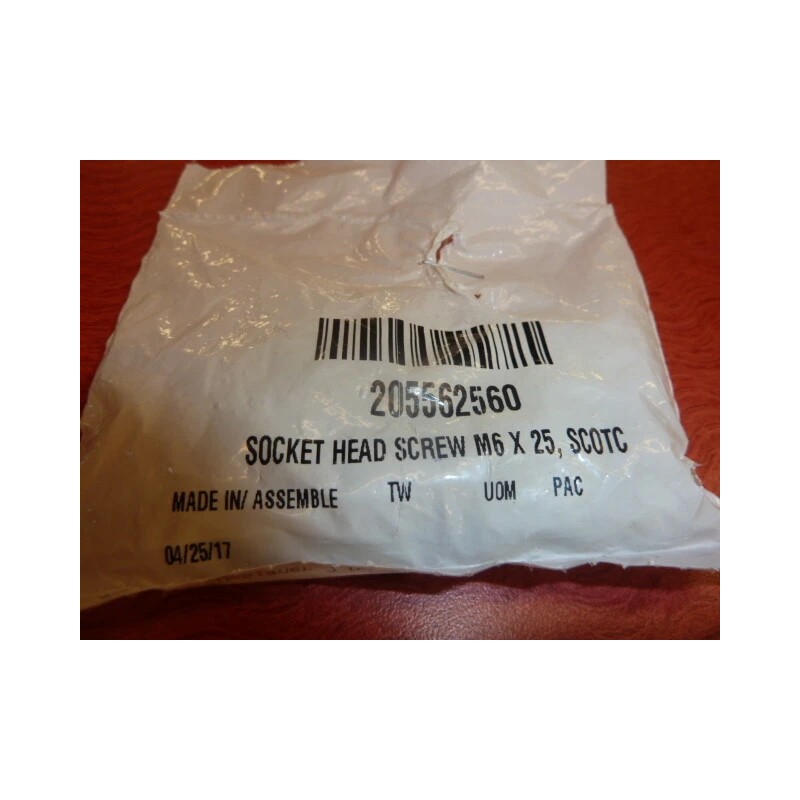 205562560
SOCKET HEAD SCREW M6 X 25, SCOTC
MADE IN/ ASSEMBLE TW UOM PAC
04/25/17